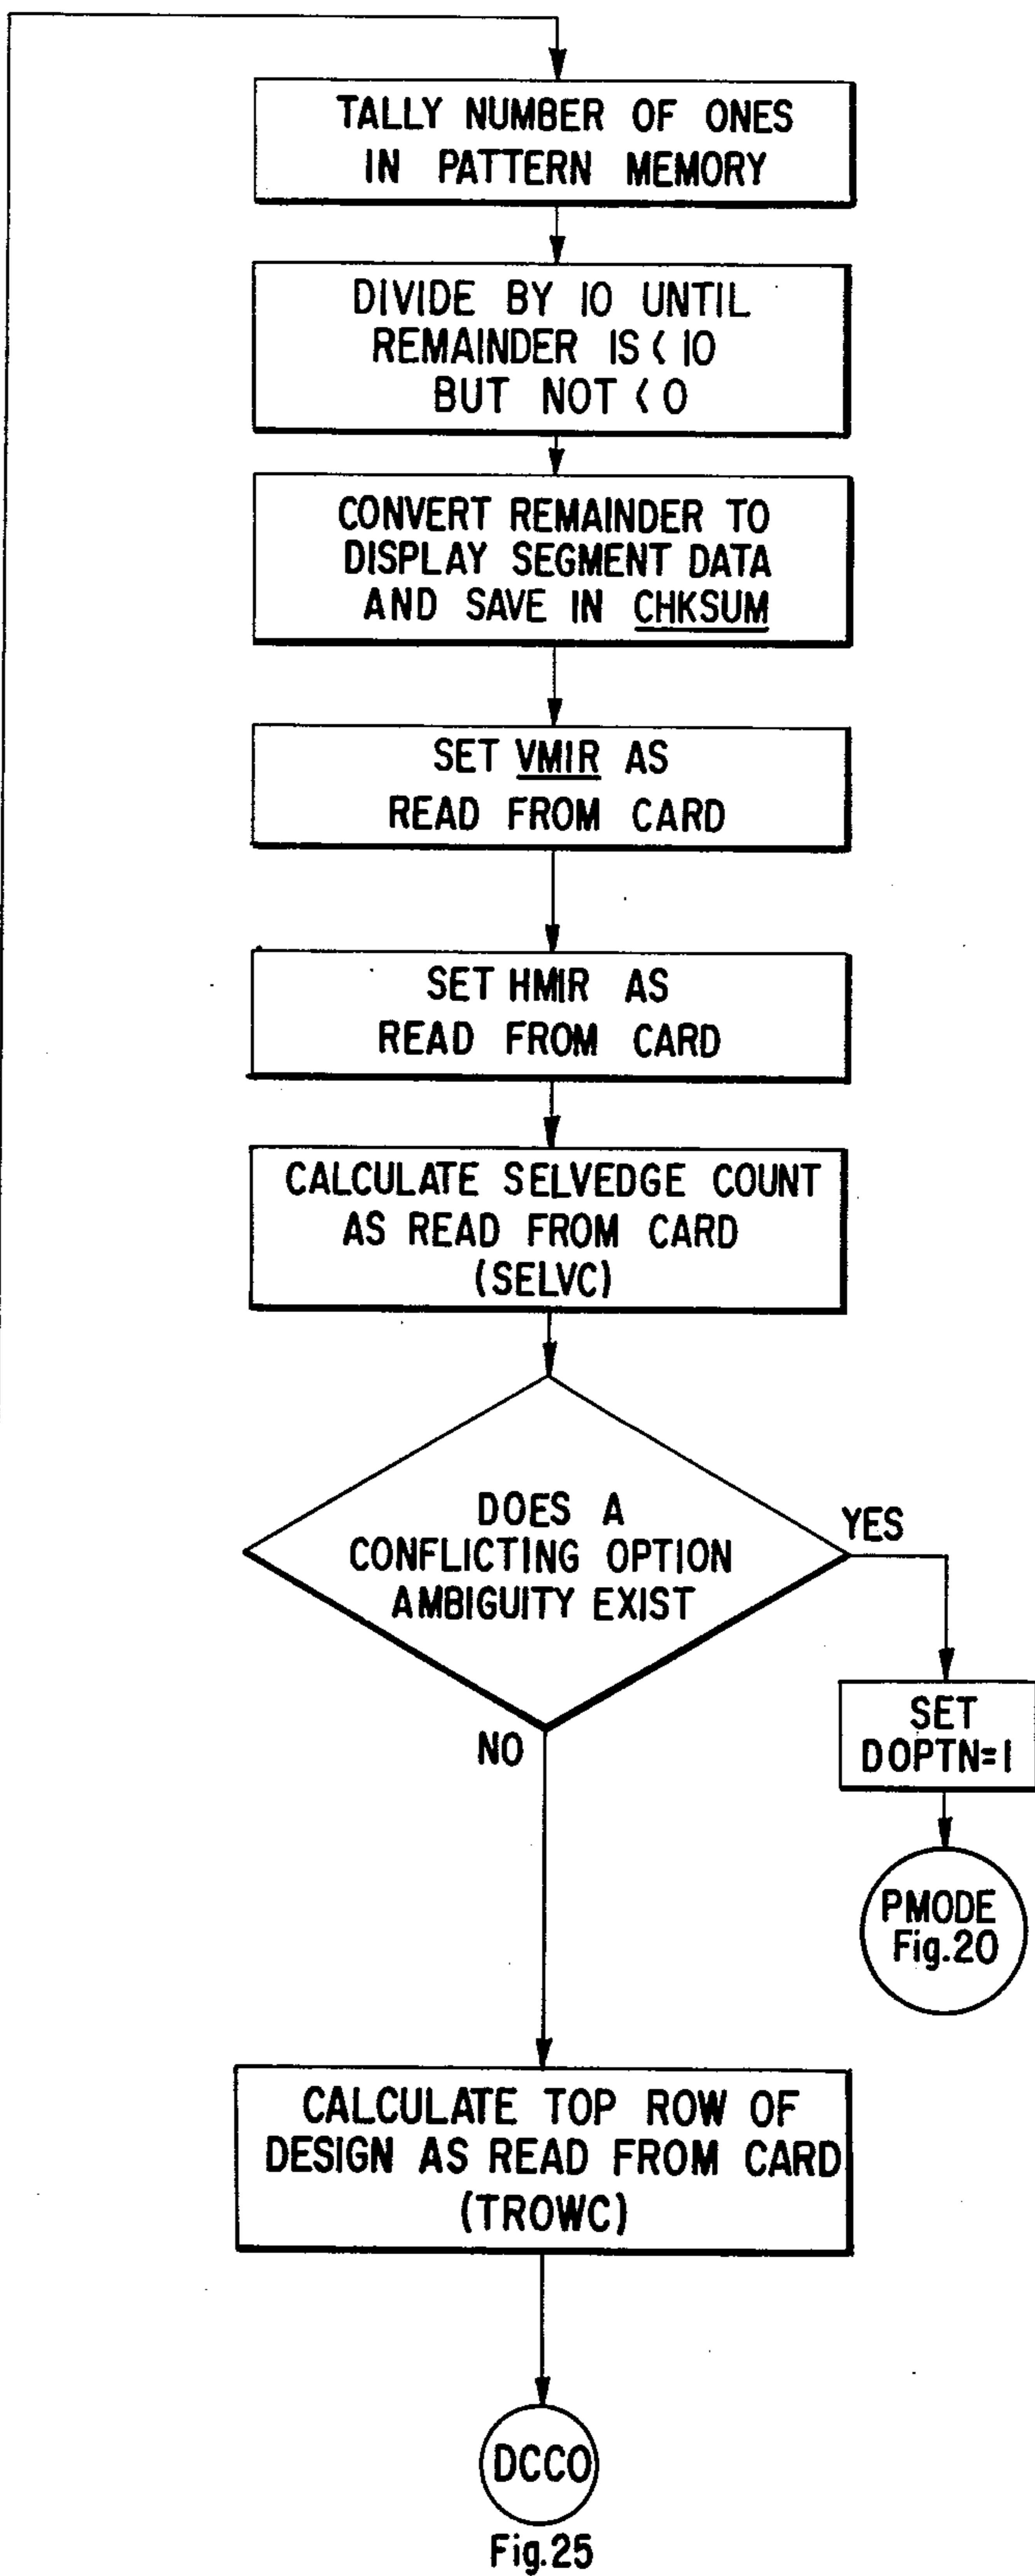 TALLY NUMBER OF ONES
IN PATTERN MEMORY
DIVIDE BY 10 UNTIL
REMAINDER IS < 10
BUT NOT < 0
CONVERT REMAINDER TO
DISPLAY SEGMENT DATA
AND SAVE IN CHKSUM
SET VMIR AS
READ FROM CARD
SET HMIR AS
READ FROM CARD
CALCULATE SELVEDGE COUNT
AS READ FROM CARD
(SELVC)
DOES A
CONFLICTING OPTION
AMBIGUITY EXIST
YES
SET
DOPTN=1
NO
PMODE
Fig.20
CALCULATE TOP ROW OF
DESIGN AS READ FROM CARD
(TROWC)
DCCO
Fig.25